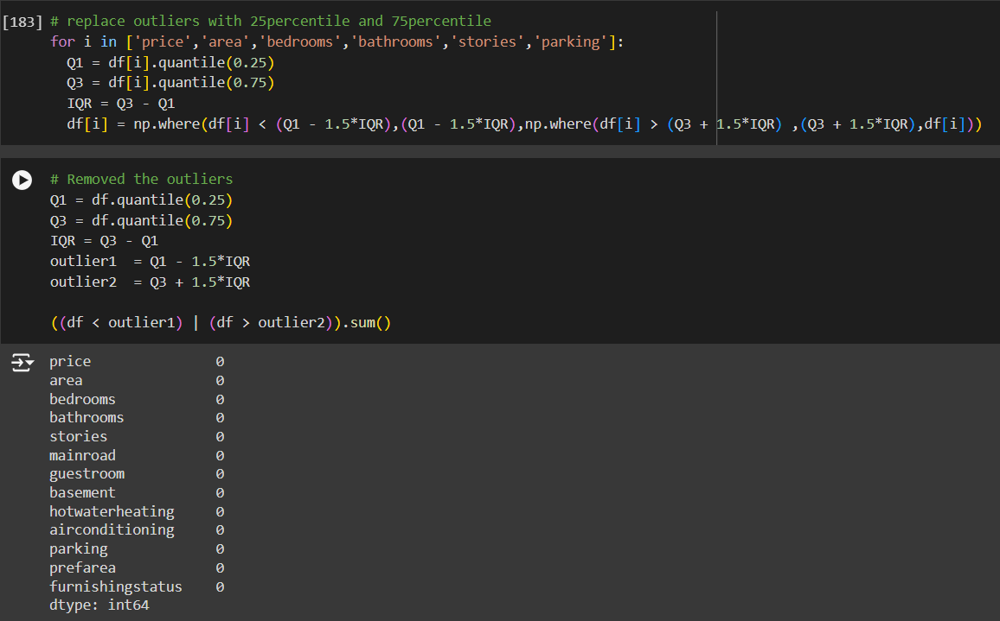 [183] # replace outliers with 25percentile and 75percentile
for i in ['price','area','bedrooms','bathrooms','stories','parking']:
  Q1 = df[i].quantile(0.25)
  Q3 = df[i].quantile(0.75)
  IQR = Q3 - Q1
  df[i] = np.where(df[i] < (Q1 - 1.5*IQR),(Q1 - 1.5*IQR),np.where(df[i] > (Q3 + 1.5*IQR) ,(Q3 + 1.5*IQR),df[i]))
# Removed the outliers
Q1 = df.quantile(0.25)
Q3 = df.quantile(0.75)
IQR = Q3 - Q1
outlier1  = Q1 - 1.5*IQR
outlier2  = Q3 + 1.5*IQR
((df < outlier1) | (df > outlier2)).sum()
price 0
area 0
bedrooms 0
bathrooms 0
stories 0
mainroad 0
guestroom 0
basement 0
hotwaterheating 0
airconditioning 0
parking 0
prefarea 0
furnishingstatus 0
dtype: int64